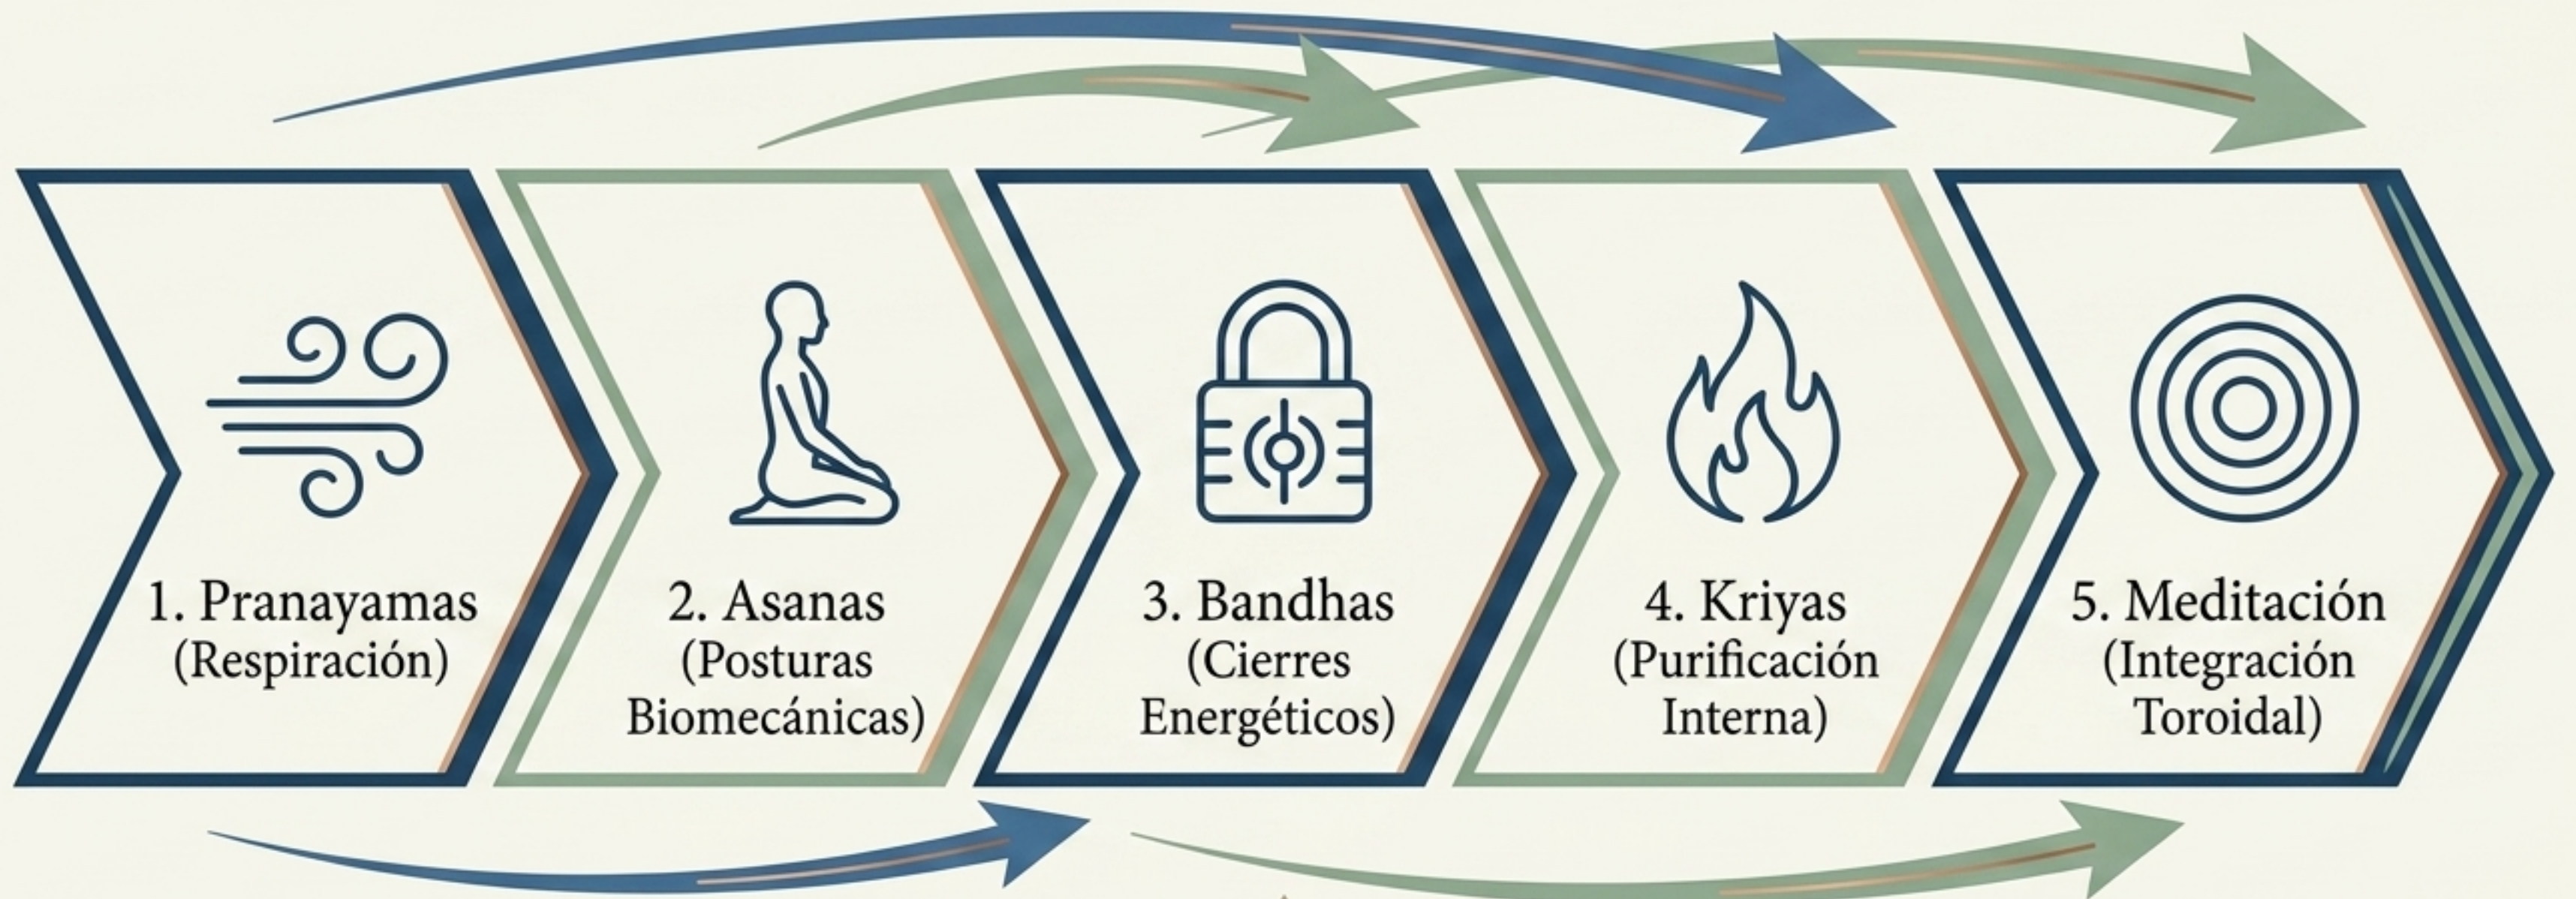 1. Pranayamas
(Respiración)
2. Asanas
(Posturas
Biomecánicas)
3. Bandhas
(Cierres
Energéticos)
4. Kriyas
(Purificación
Interna)
5. Meditación
(Integración
Toroidal)